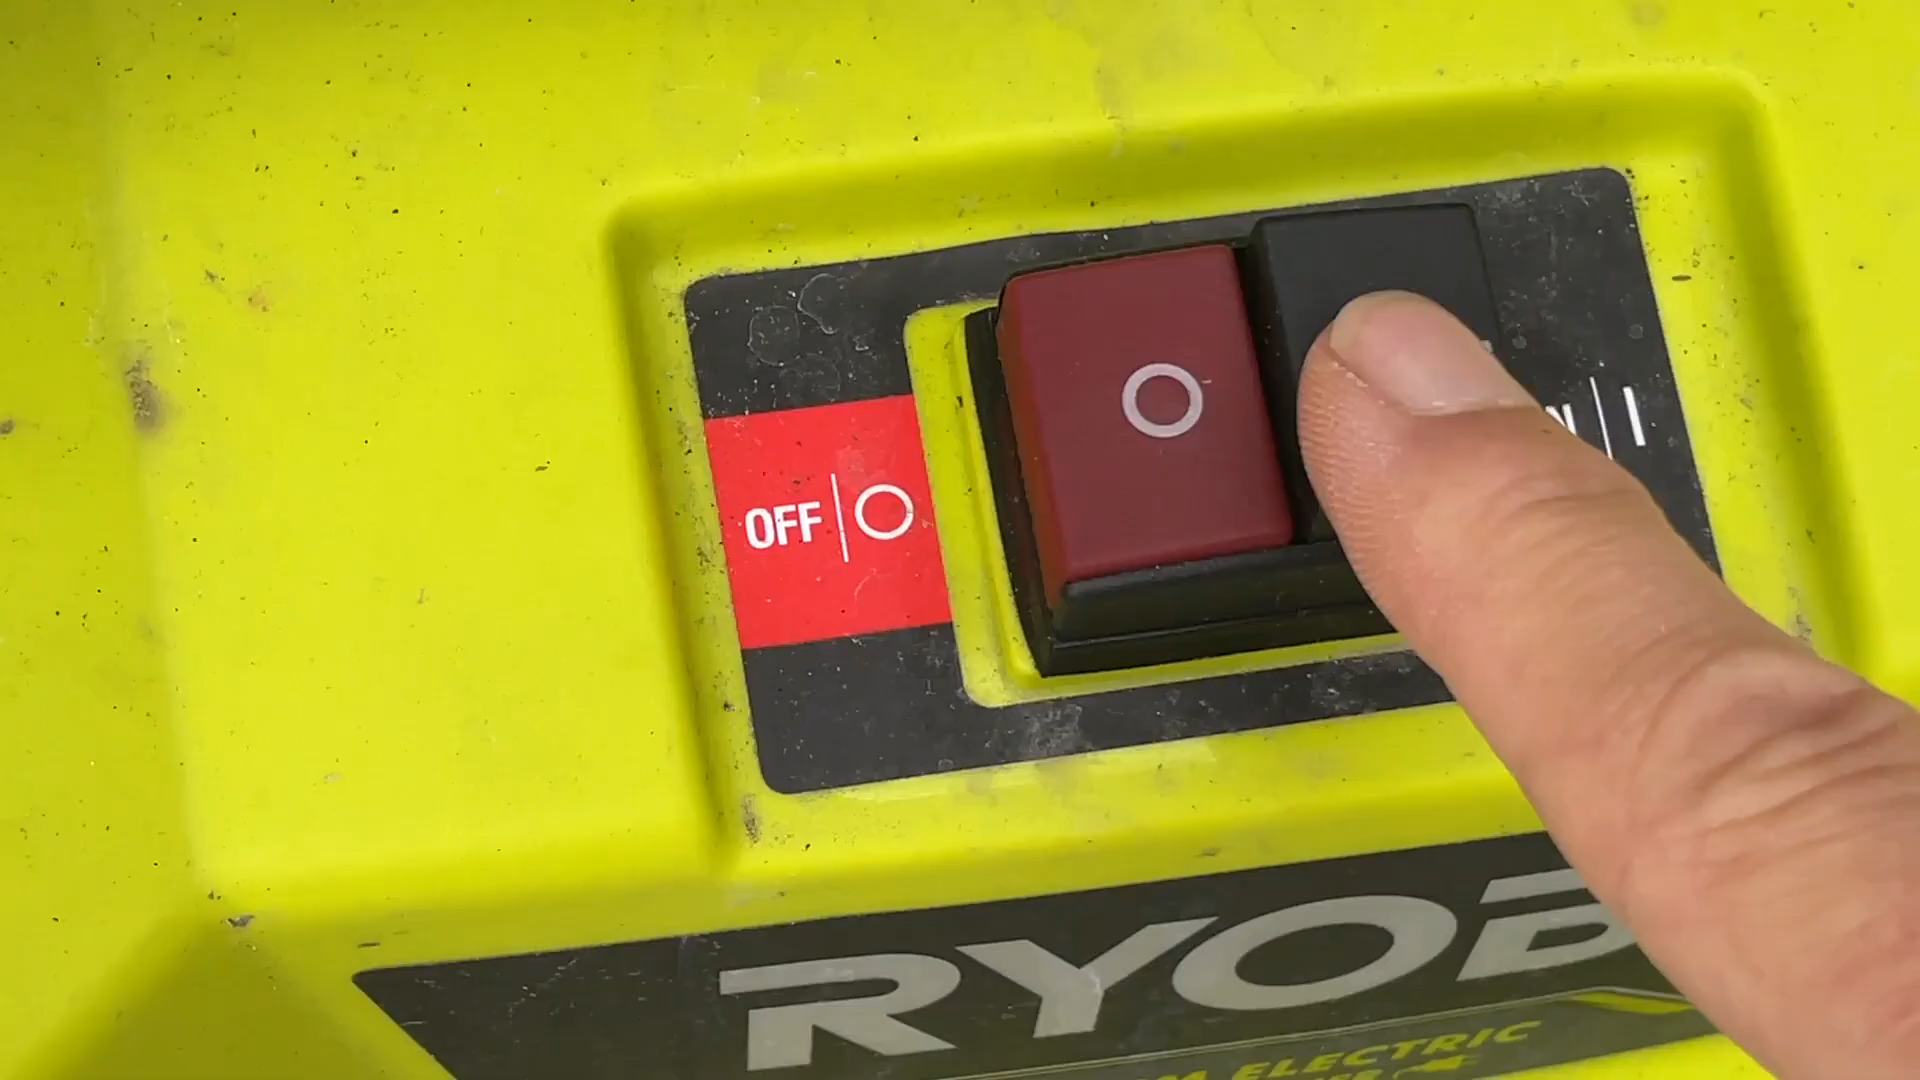 OFF | O
O
N | I
RYOB
ELECTRIC